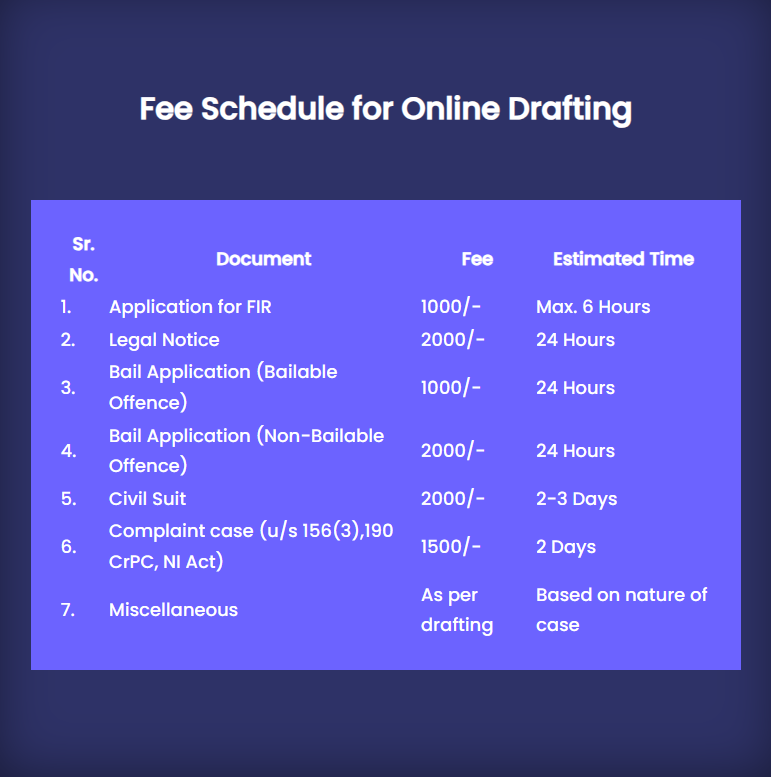 Fee Schedule for Online Drafting
Sr. No. Document Fee Estimated Time
1. Application for FIR 1000/- Max. 6 Hours
2. Legal Notice 2000/- 24 Hours
3. Bail Application (Bailable Offence) 1000/- 24 Hours
4. Bail Application (Non-Bailable Offence) 2000/- 24 Hours
5. Civil Suit 2000/- 2-3 Days
6. Complaint case (u/s 156(3),190 CrPC, NI Act) 1500/- 2 Days
7. Miscellaneous As per drafting Based on nature of case